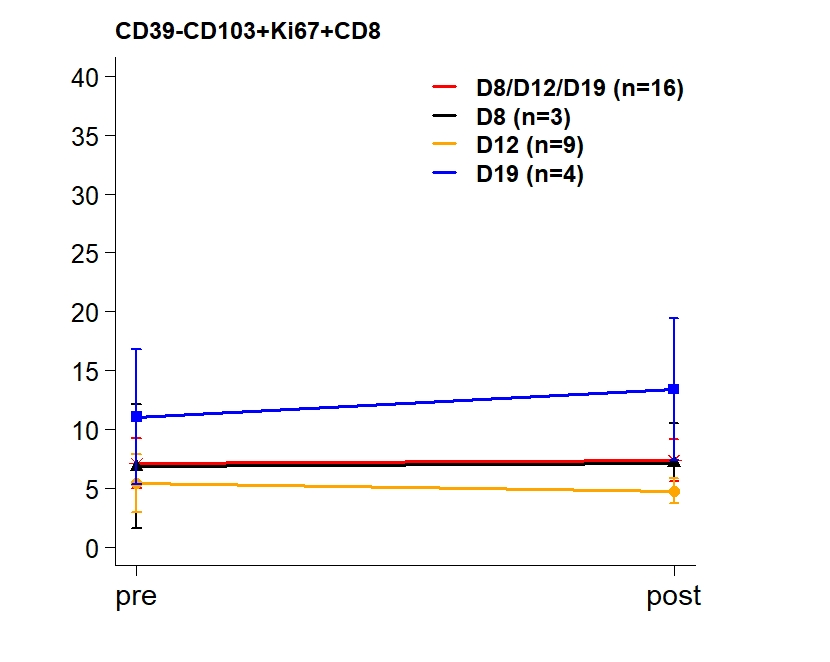 CD39-CD103+Ki67+CD8
D8/D12/D19 (n=16)
D8 (n=3)
D12 (n=9)
D19 (n=4)
40
35
30
25
20
15
10
5
0
pre post